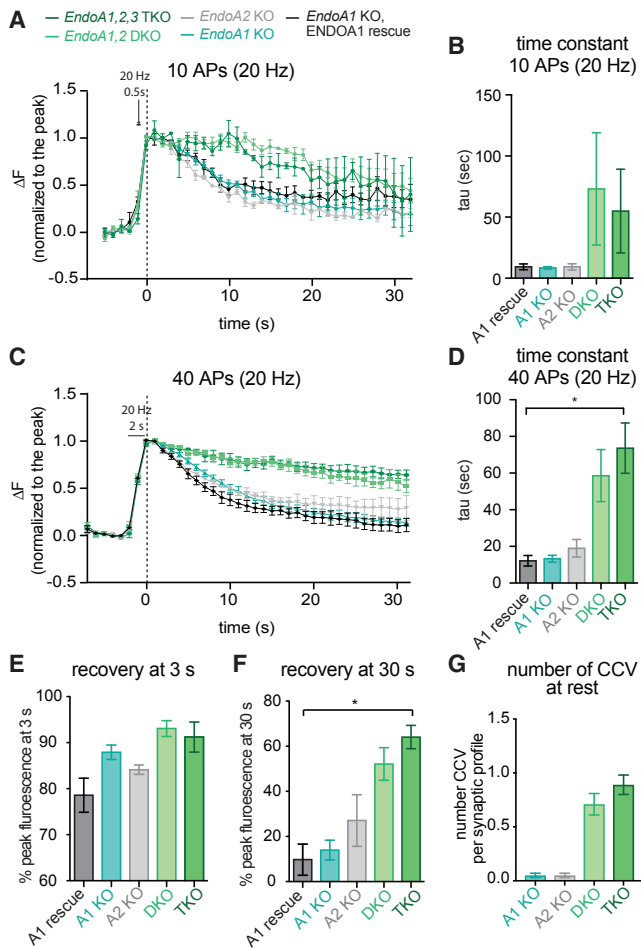 A
EndoA1,2,3 TKO
EndoA2 KO
EndoA1 KO,
EndoA1,2 DKO
EndoA1 KO
ENDOA1 rescue
10 APs (20 Hz)
20 Hz
0.5s
1.5
1.0
0.5
0.0
-0.5
ΔF
(normalized to the peak)
0
10
20
30
time (s)
B
time constant
10 APs (20 Hz)
150
100
50
0
tau (sec)
A1 rescue
A1 KO
A2 KO
DKO
TKO
C
40 APs (20 Hz)
20 Hz
2 s
1.5
1.0
0.5
0.0
-0.5
ΔF
(normalized to the peak)
0
10
20
30
time (s)
D
time constant
40 APs (20 Hz)
*
100
80
60
40
20
0
tau (sec)
A1 rescue
A1 KO
A2 KO
DKO
TKO
E
recovery at 3 s
100
90
80
70
60
% peak fluroescence at 3 s
A1 rescue
A1 KO
A2 KO
DKO
TKO
F
recovery at 30 s
*
80
60
40
20
0
% peak fluroescence at 30 s
A1 rescue
A1 KO
A2 KO
DKO
TKO
G
number of CCV
at rest
2.0
1.5
1.0
0.5
0.0
number CCV
per synaptic profile
A1 KO
A2 KO
DKO
TKO